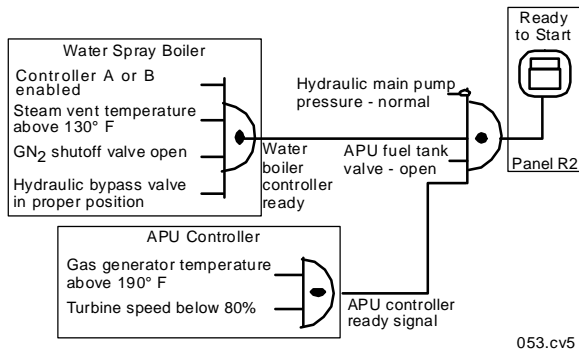 Water Spray Boiler
Controller A or B
enabled
Steam vent temperature
above 130° F
GN2 shutoff valve open
Hydraulic bypass valve
in proper position
Water
boiler
controller
ready
Hydraulic main pump
pressure - normal
APU fuel tank
valve - open
Ready
to Start
Panel R2
APU Controller
Gas generator temperature
above 190° F
Turbine speed below 80%
APU controller
ready signal
053.cv5